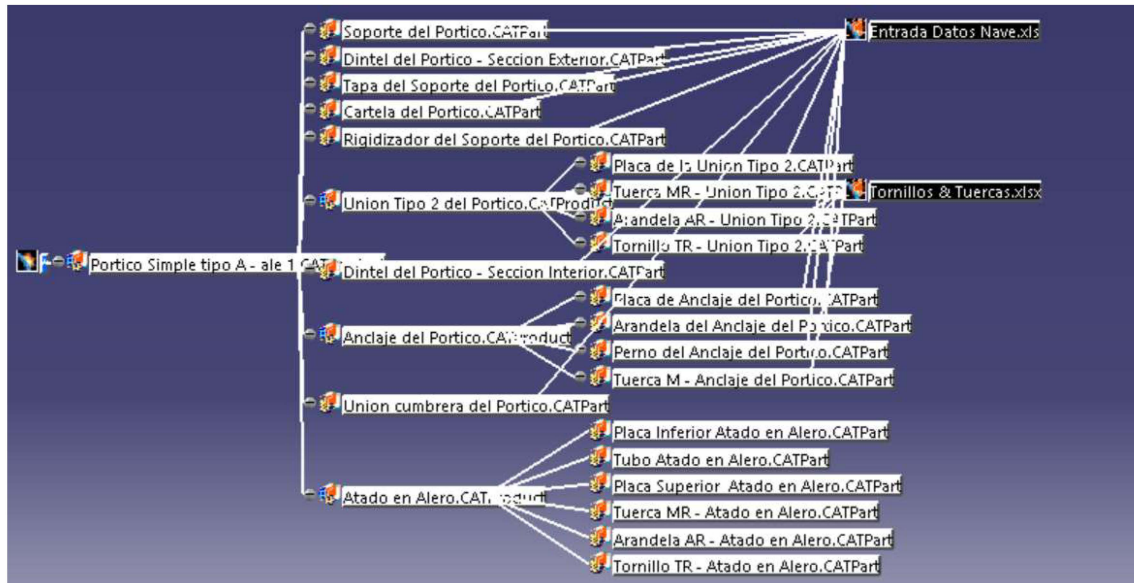 Soporte del Portico.CATPart
Entrada Datos Nave.xls
Dintel del Portico - Seccion Exterior.CATPart
Tapa del Soporte del Portico.CATPart
Cartela del Portico.CATPart
Rigidizador del Soporte del Portico.CATPart
Placa de la Union Tipo 2.CATPart
Union Tipo 2 del Portico.CATProduct
Tuerca MR - Union Tipo 2.CATP
Tornillos & Tuercas.xlsx
Arandela AR - Union Tipo 2.CATPart
Tornillo TR - Union Tipo 2.CATPart
Portico Simple tipo A - ale 1
Dintel del Portico - Seccion Interior.CATPart
Placa de Anclaje del Portico.CATPart
Anclaje del Portico.CATProduct
Arandela del Anclaje del Portico.CATPart
Perno del Anclaje del Portico.CATPart
Tuerca M - Anclaje del Portico.CATPart
Union cumbrera del Portico.CATPart
Placa Inferior Atado en Alero.CATPart
Tubo Atado en Alero.CATPart
Atado en Alero.CATProduct
Placa Superior Atado en Alero.CATPart
Tuerca MR - Atado en Alero.CATPart
Arandela AR - Atado en Alero.CATPart
Tornillo TR - Atado en Alero.CATPart